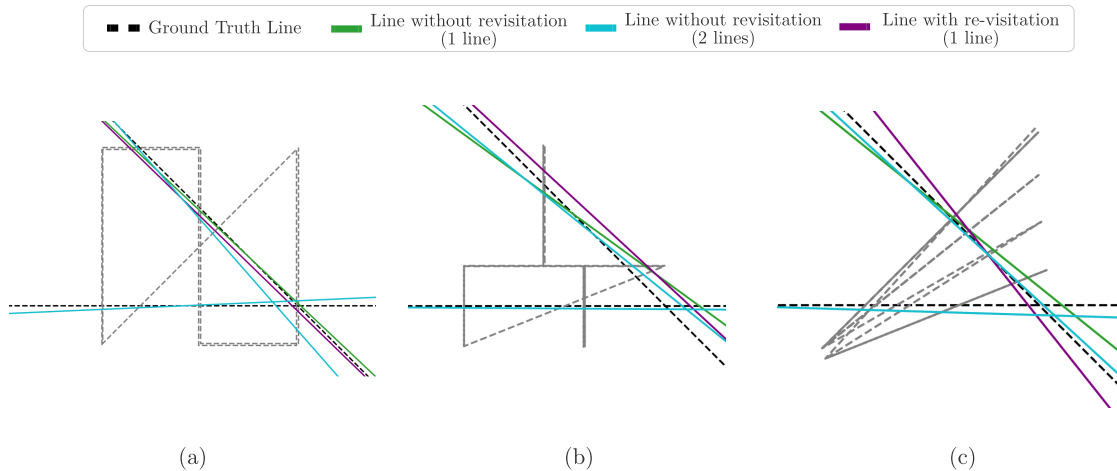 Ground Truth Line
Line without revisitation
(1 line)
Line without revisitation
(2 lines)
Line with re-visitation
(1 line)
(a)
(b)
(c)